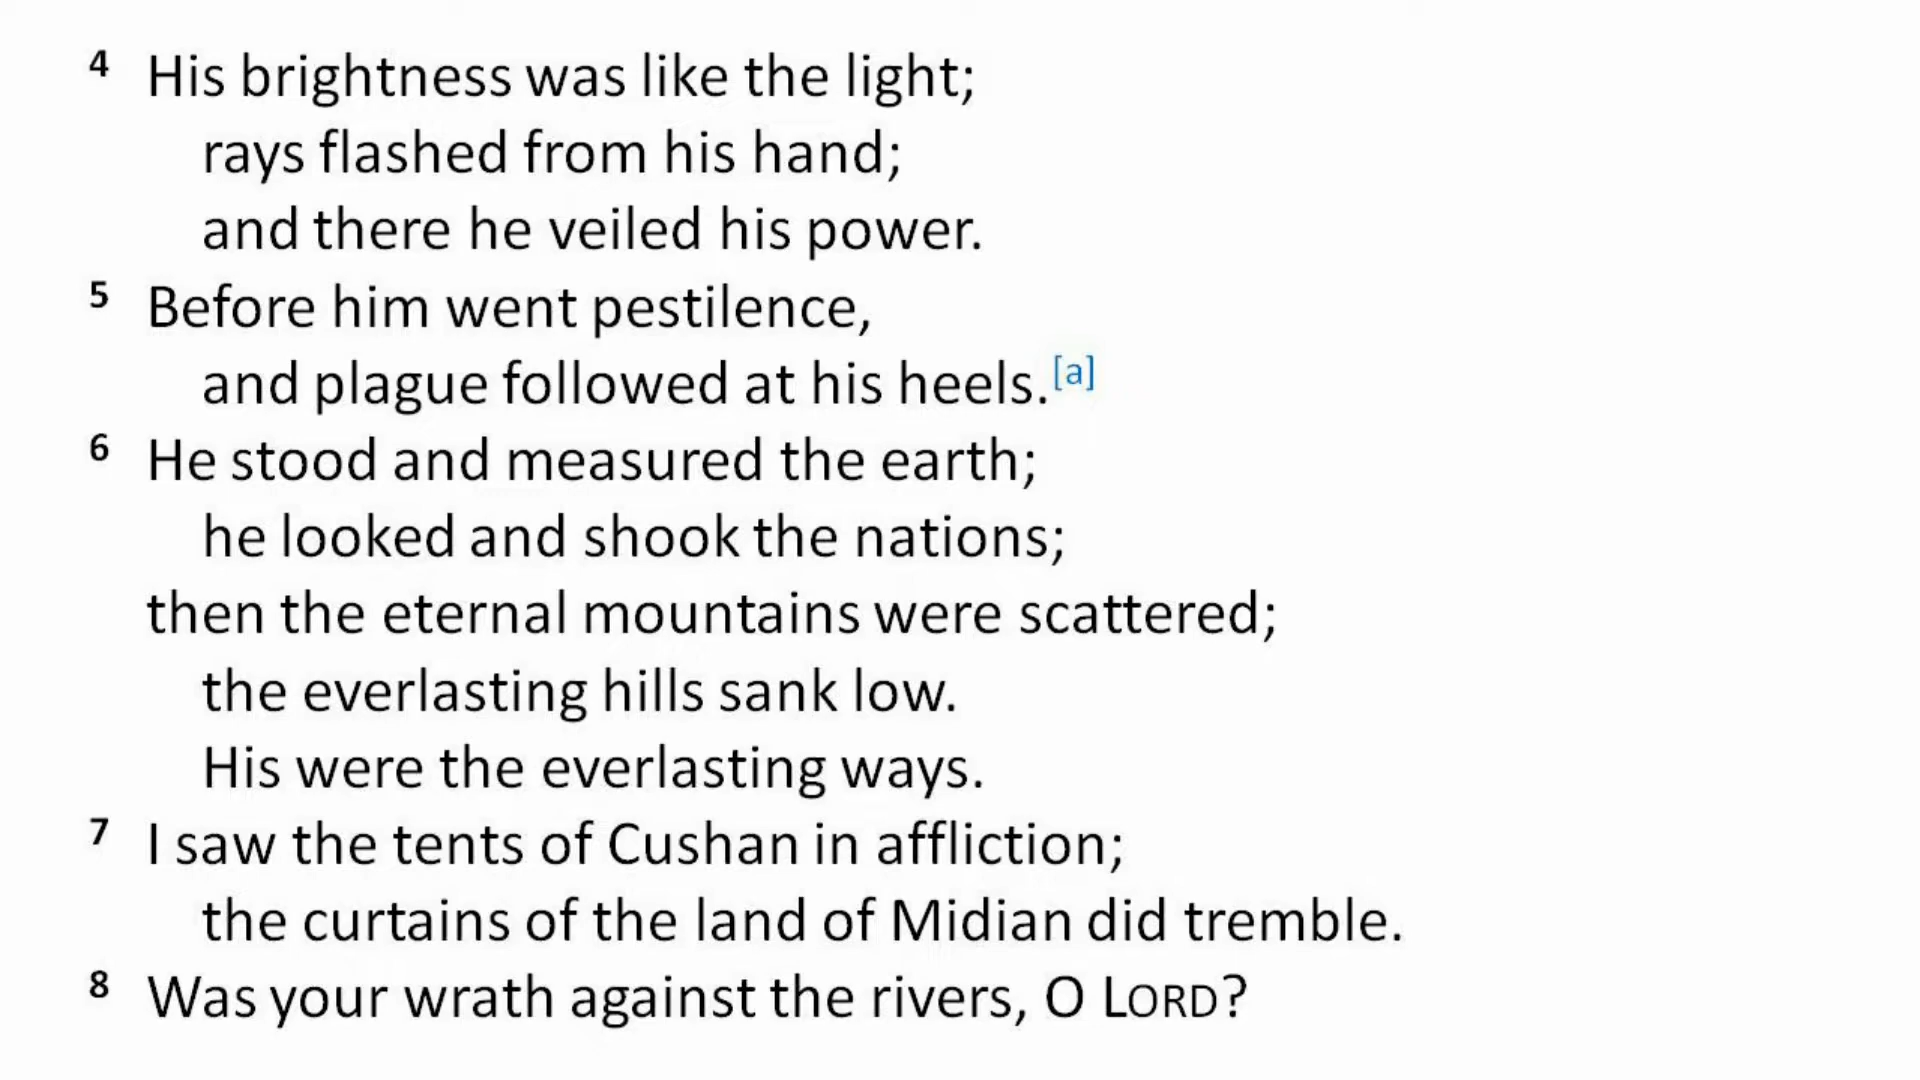 4 His brightness was like the light;
rays flashed from his hand;
and there he veiled his power.
5 Before him went pestilence,
and plague followed at his heels.[a]
6 He stood and measured the earth;
he looked and shook the nations;
then the eternal mountains were scattered;
the everlasting hills sank low.
His were the everlasting ways.
7 I saw the tents of Cushan in affliction;
the curtains of the land of Midian did tremble.
8 Was your wrath against the rivers, O LORD?